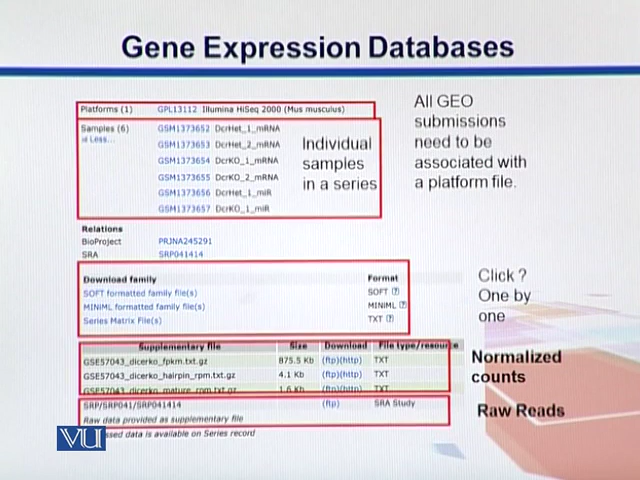 Gene Expression Databases
Platforms (1) GPL13112 Illumina HiSeq 2000 (Mus musculus)
Samples (6) GSM1373652 DcrHet_1_mRNA
Less... GSM1373653 DcrHet_2_mRNA
GSM1373654 DcrKO_1_mRNA
GSM1373655 DcrKO_2_mRNA
GSM1373656 DcrHet_1_miR
GSM1373657 DcrKO_1_miR
Individual
samples
in a series
All GEO
submissions
need to be
associated with
a platform file.
Relations
BioProject PRJNA245291
SRA SRP041414
Download family Format
SOFT formatted family file(s) SOFT [?]
MINiML formatted family file(s) MINiML [?]
Series Matrix File(s) TXT [?]
Click ?
One by
one
Supplementary file Size Download File type/resource
GSE57043_dicerko_fpkm.txt.gz 875.5 Kb (ftp)(http) TXT
GSE57043_dicerko_hairpin_rpm.txt.gz 4.1 Kb (ftp)(http) TXT
GSE57043_dicerko_mature_rpm.txt.gz 1.6 Kb (ftp)(http) TXT
Normalized
counts
SRP/SRP041/SRP041414 (ftp) SRA Study
Raw data provided as supplementary file
Raw Reads
ssed data is available on Series record
VU